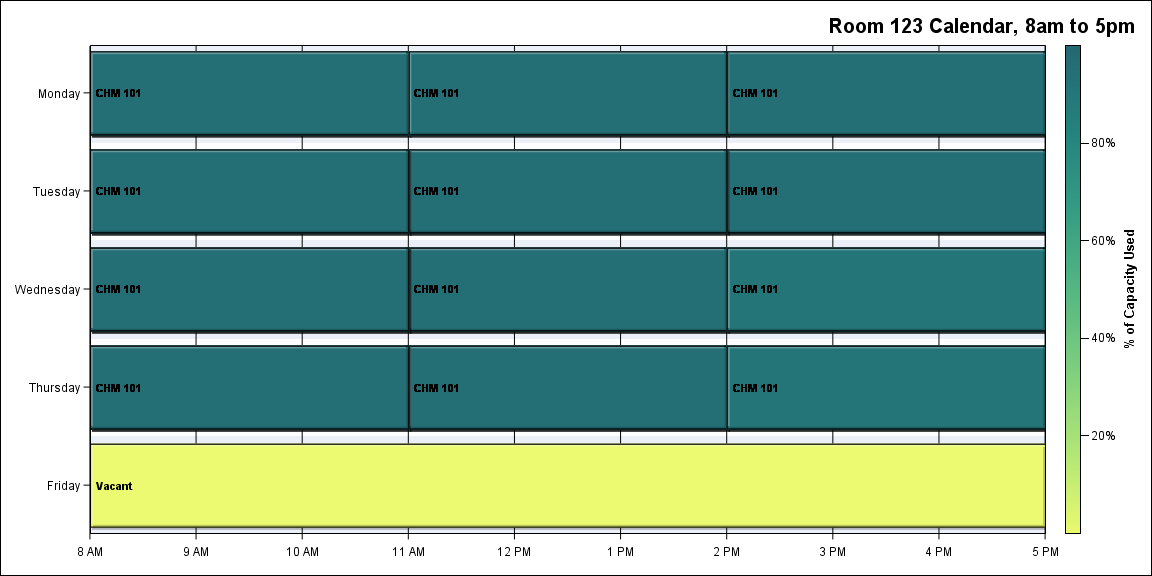 Room 123 Calendar, 8am to 5pm
Monday
CHM 101
CHM 101
CHM 101
Tuesday
CHM 101
CHM 101
CHM 101
Wednesday
CHM 101
CHM 101
CHM 101
Thursday
CHM 101
CHM 101
CHM 101
Friday
Vacant
8 AM
9 AM
10 AM
11 AM
12 PM
1 PM
2 PM
3 PM
4 PM
5 PM
80%
60%
40%
20%
% of Capacity Used